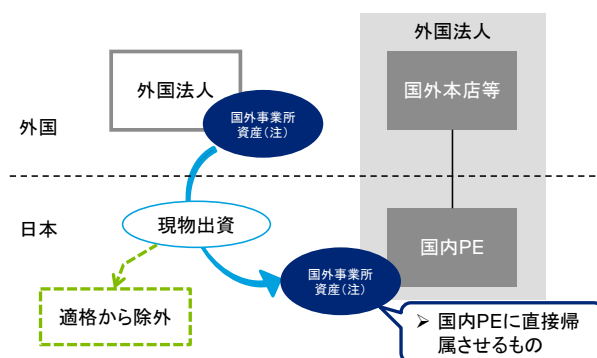 外国法人
外国法人
国外本店等
国外事業所
資産(注)
外国
日本
現物出資
国内PE
国外事業所
資産(注)
適格から除外
➢ 国内PEに直接帰
属させるもの